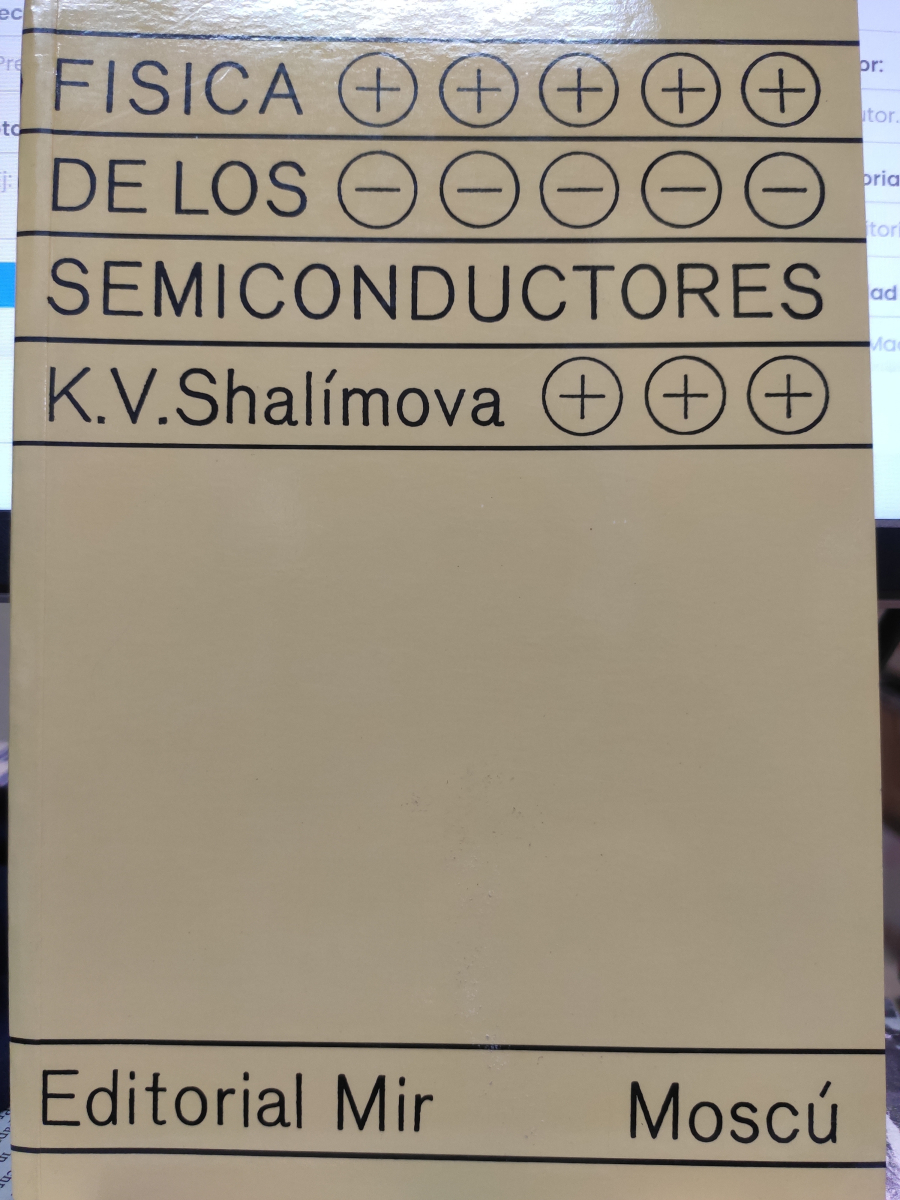 FISICA ⊕ ⊕ ⊕ ⊕ ⊕
DE LOS ⊖ ⊖ ⊖ ⊖ ⊖
SEMICONDUCTORES
K.V.Shalímova ⊕ ⊕ ⊕
Editorial Mir Moscú